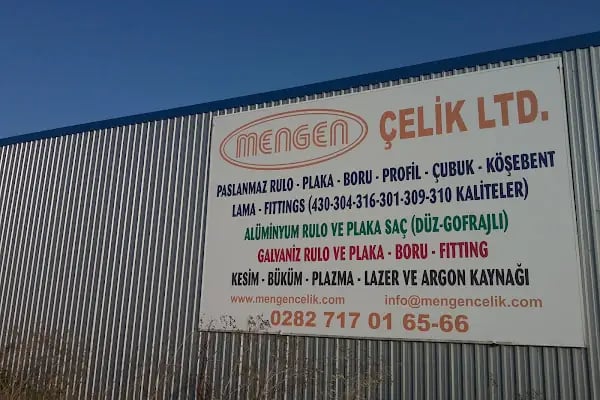 MENGEN ÇELİK LTD.
PASLANMAZ RULO - PLAKA - BORU - PROFİL - ÇUBUK - KÖŞEBENT
LAMA - FITTINGS (430-304-316-301-309-310 KALİTELER)
ALÜMİNYUM RULO VE PLAKA SAÇ (DÜZ-GOFRAJLI)
GALVANİZ RULO VE PLAKA - BORU - FITTING
KESİM - BÜKÜM - PLAZMA - LAZER VE ARGON KAYNAĞI
www.mengencelik.com info@mengencelik.com
0282 717 01 65-66